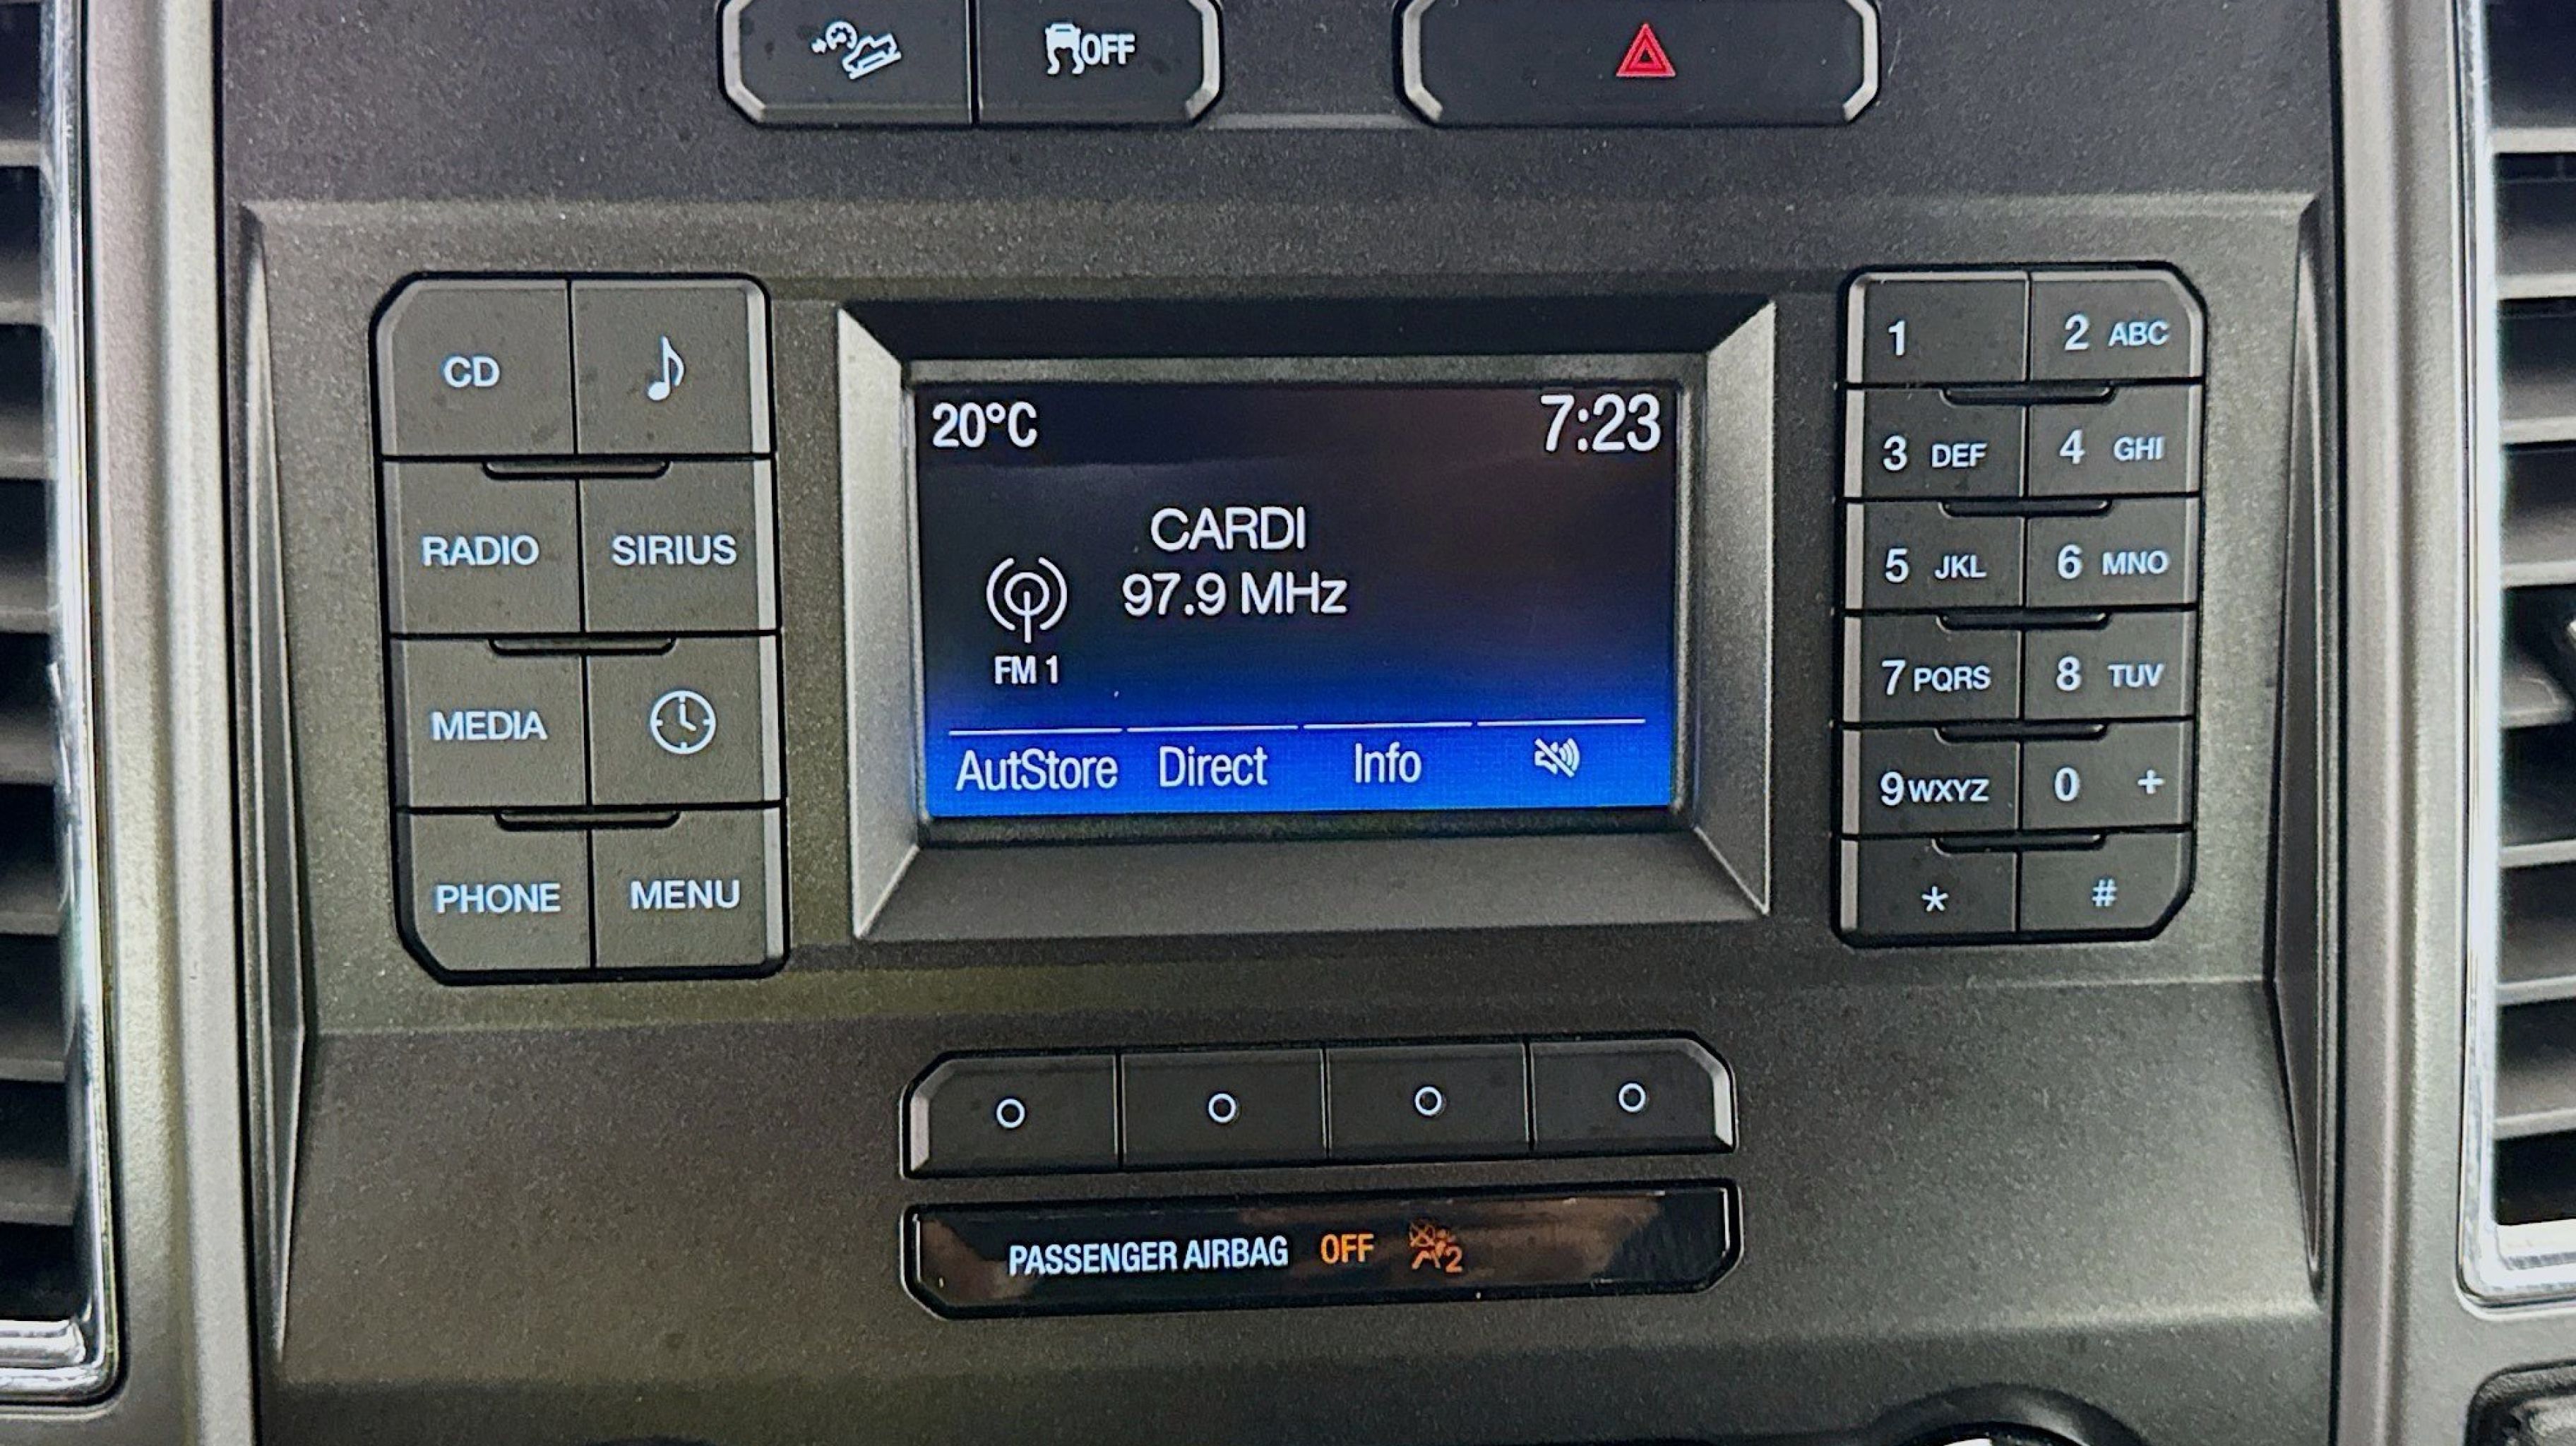 OFF
CD
RADIO SIRIUS
MEDIA
PHONE MENU
20°C 7:23
CARDI
97.9 MHz
FM 1
AutStore Direct Info
1 2 ABC
3 DEF 4 GHI
5 JKL 6 MNO
7 PQRS 8 TUV
9 WXYZ 0 +
* #
PASSENGER AIRBAG OFF 2